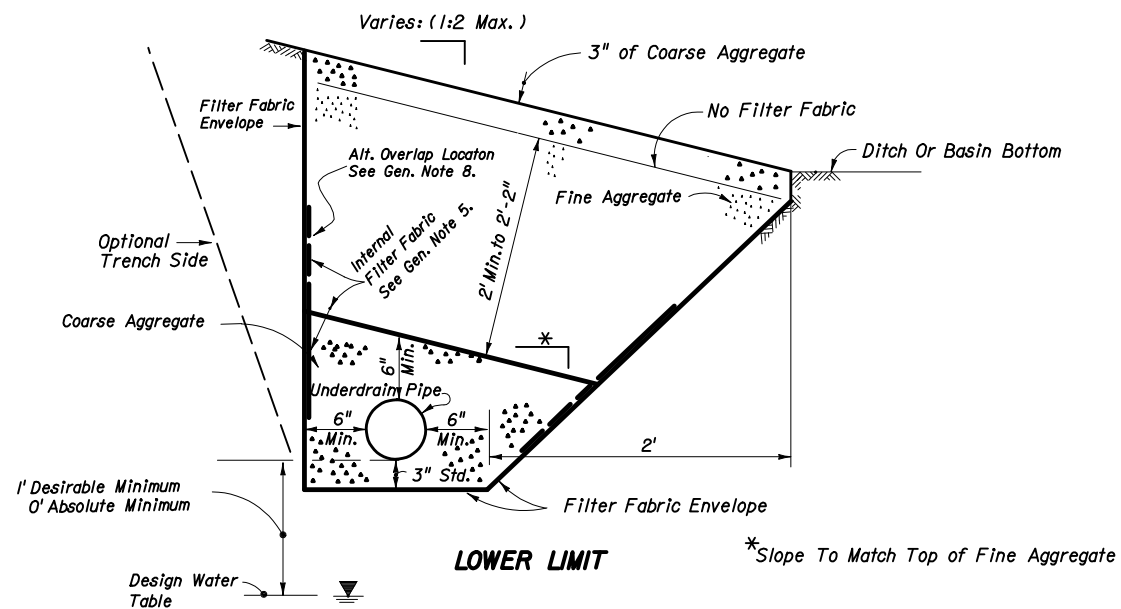 Varies: (1:2 Max.)
3" of Coarse Aggregate
Filter Fabric
Envelope
No Filter Fabric
Alt. Overlap Locaton
See Gen. Note 8.
Ditch Or Basin Bottom
Fine Aggregate
Internal
Filter Fabric
See Gen. Note 5.
2' Min. to 2'-2"
Optional
Trench Side
Coarse Aggregate
*
6"
Min.
Underdrain Pipe
6"
Min.
6"
Min.
2'
3" Std.
1' Desirable Minimum
0' Absolute Minimum
Filter Fabric Envelope
LOWER LIMIT
*Slope To Match Top of Fine Aggregate
Design Water
Table